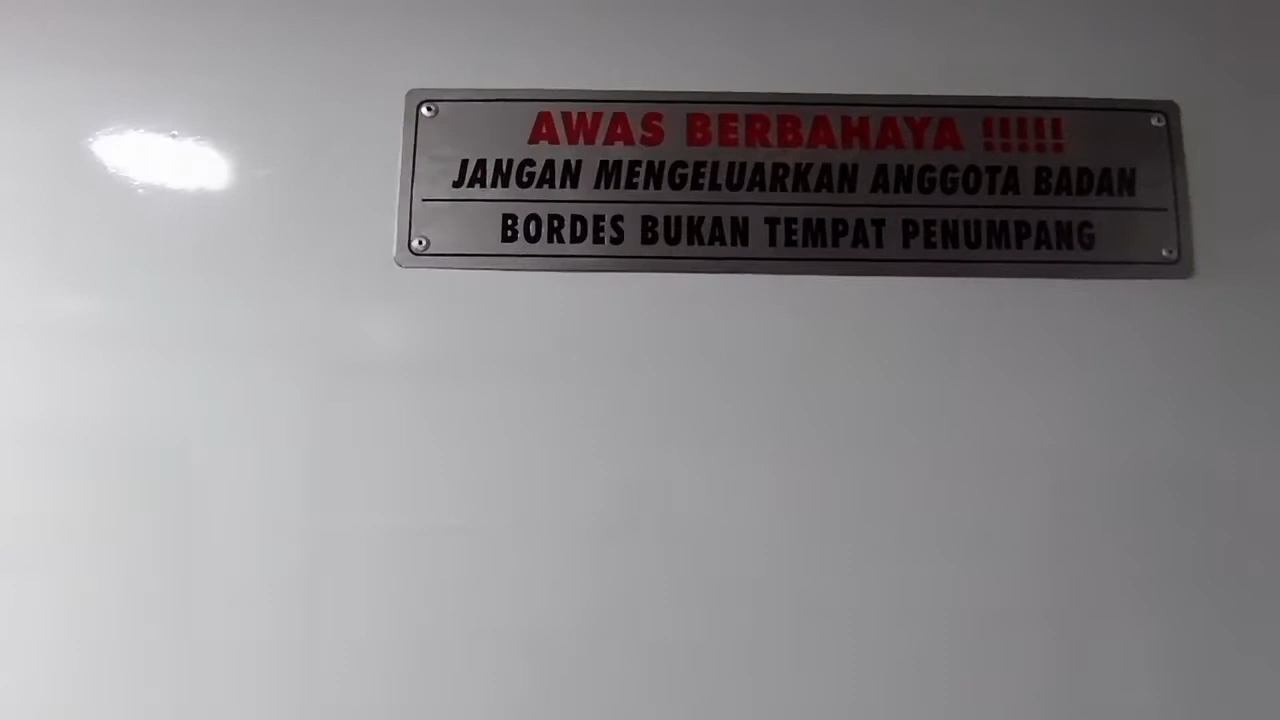 AWAS BERBAHAYA !!!!!
JANGAN MENGELUARKAN ANGGOTA BADAN
BORDES BUKAN TEMPAT PENUMPANG